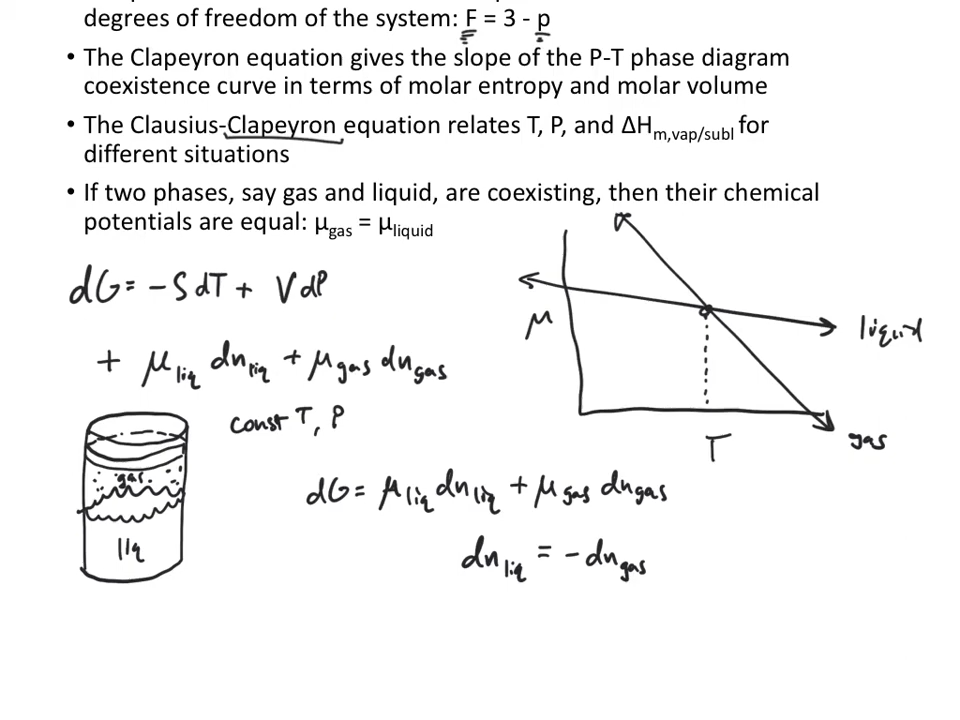 degrees of freedom of the system: F = 3 - p
• The Clapeyron equation gives the slope of the P-T phase diagram
coexistence curve in terms of molar entropy and molar volume
• The Clausius-Clapeyron equation relates T, P, and ΔHm,vap/subl for
different situations
• If two phases, say gas and liquid, are coexisting, then their chemical
potentials are equal: μgas = μliquid
dG = -S dT + V dP
+ μliq dnliq + μgas dngas
const T, P
gas
liq
dG = μliq dnliq + μgas dngas
dnliq = - dngas
μ
liquid
T
gas